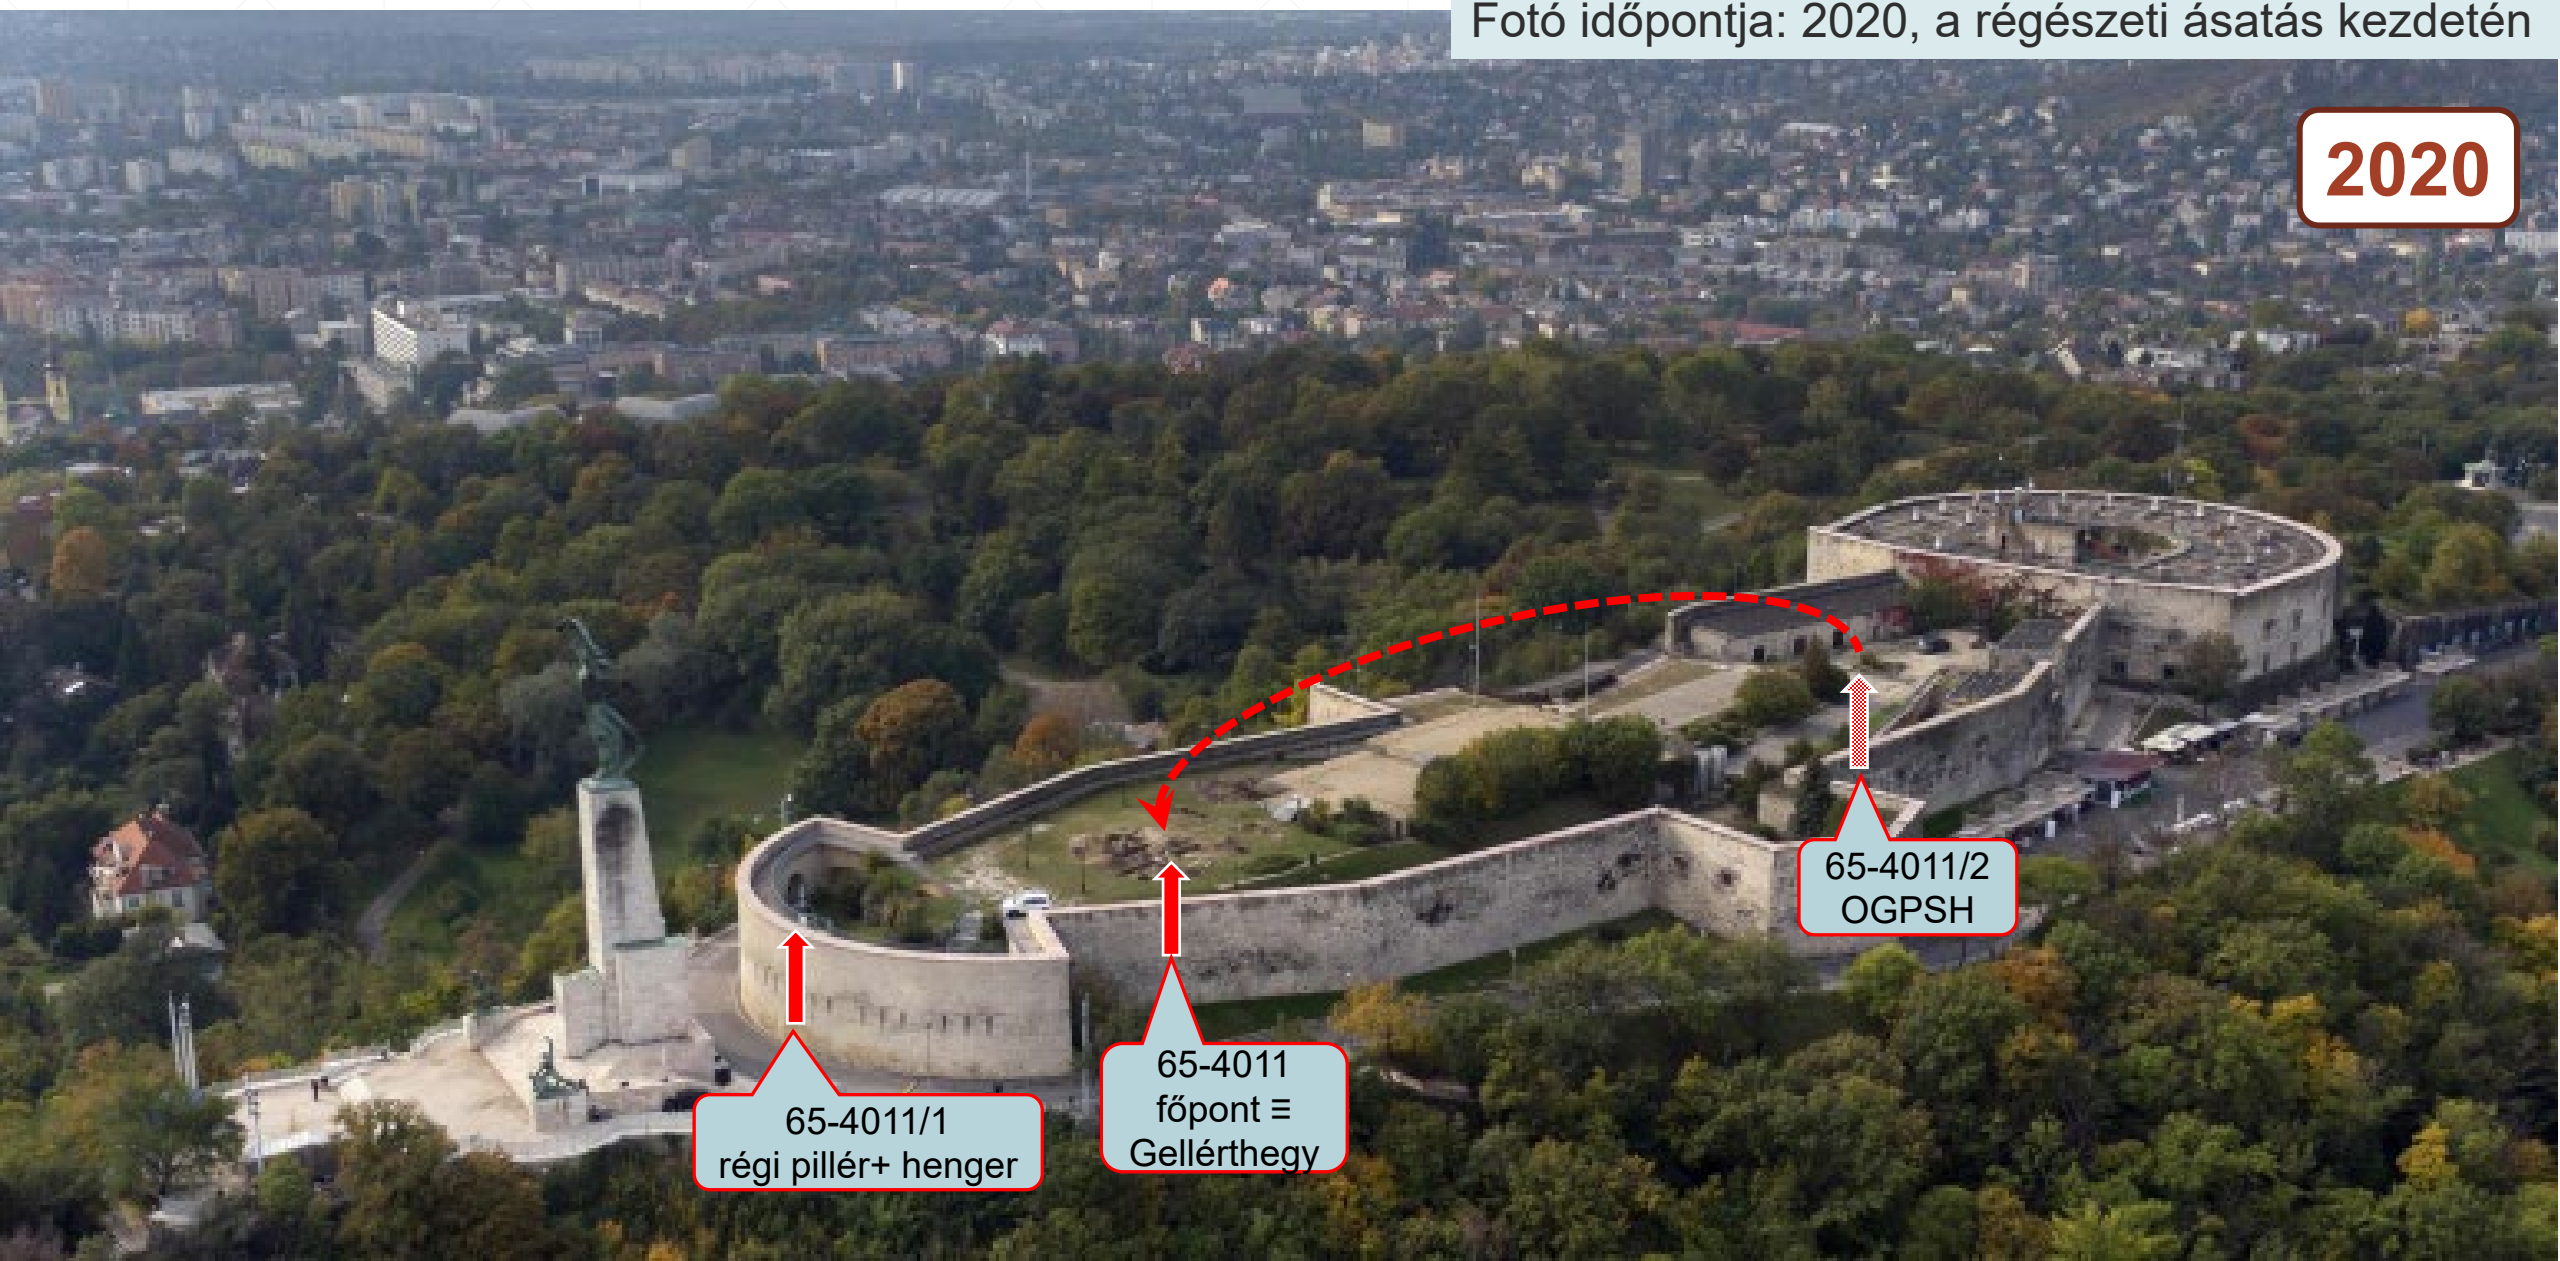 Fotó időpontja: 2020, a régészeti ásatás kezdetén
2020
65-4011/2
OGPSH
65-4011
főpont ≡
Gellérthegy
65-4011/1
régi pillér+ henger